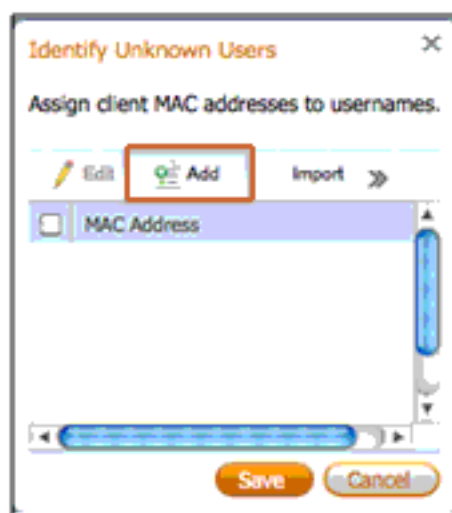 Identify Unknown Users
Assign client MAC addresses to usernames.
Edit Add Import
MAC Address
Save Cancel